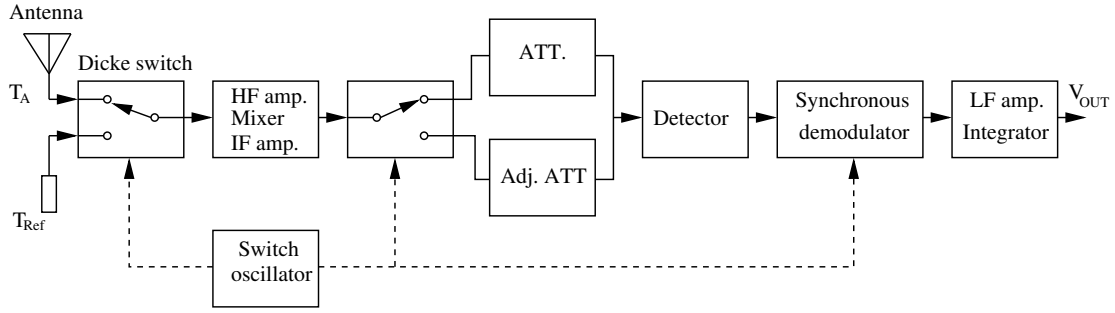 Antenna
Dicke switch
T_A
T_Ref
HF amp.
Mixer
IF amp.
ATT.
Adj. ATT
Detector
Synchronous
demodulator
LF amp.
Integrator
V_OUT
Switch
oscillator